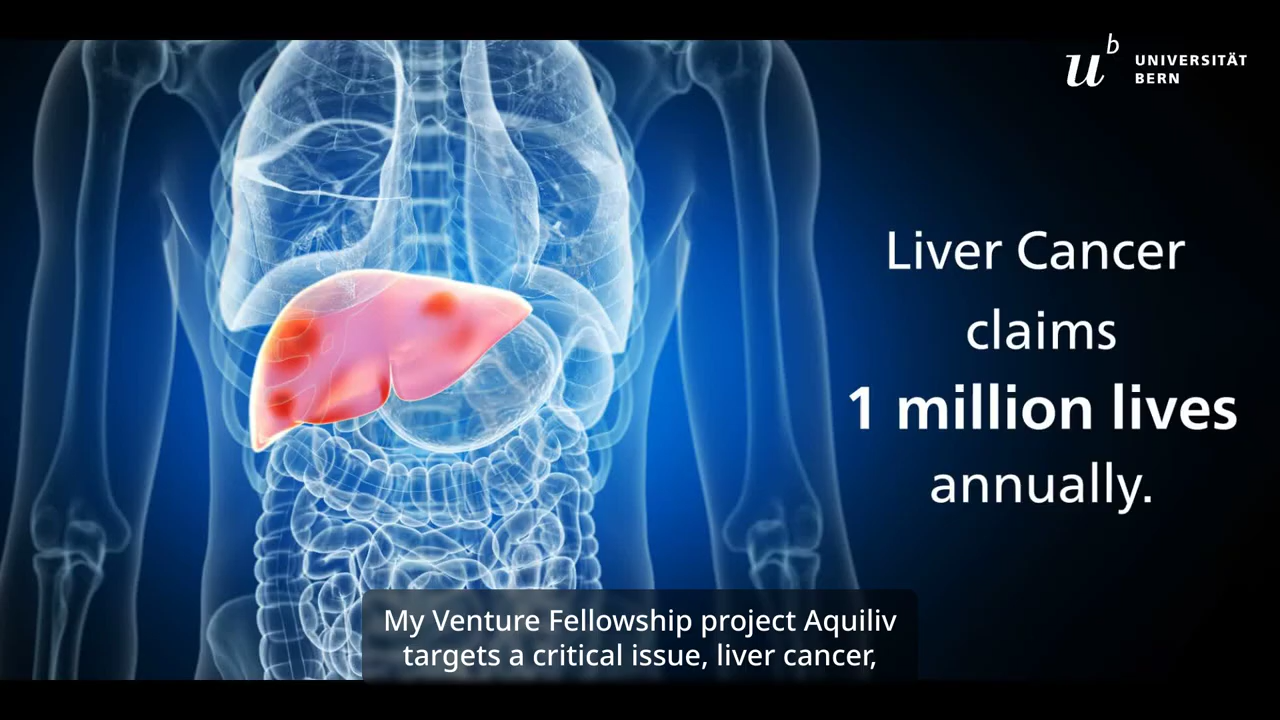 u
b
UNIVERSITÄT
BERN
Liver Cancer
claims
1 million lives
annually.
My Venture Fellowship project Aquiliv
targets a critical issue, liver cancer,